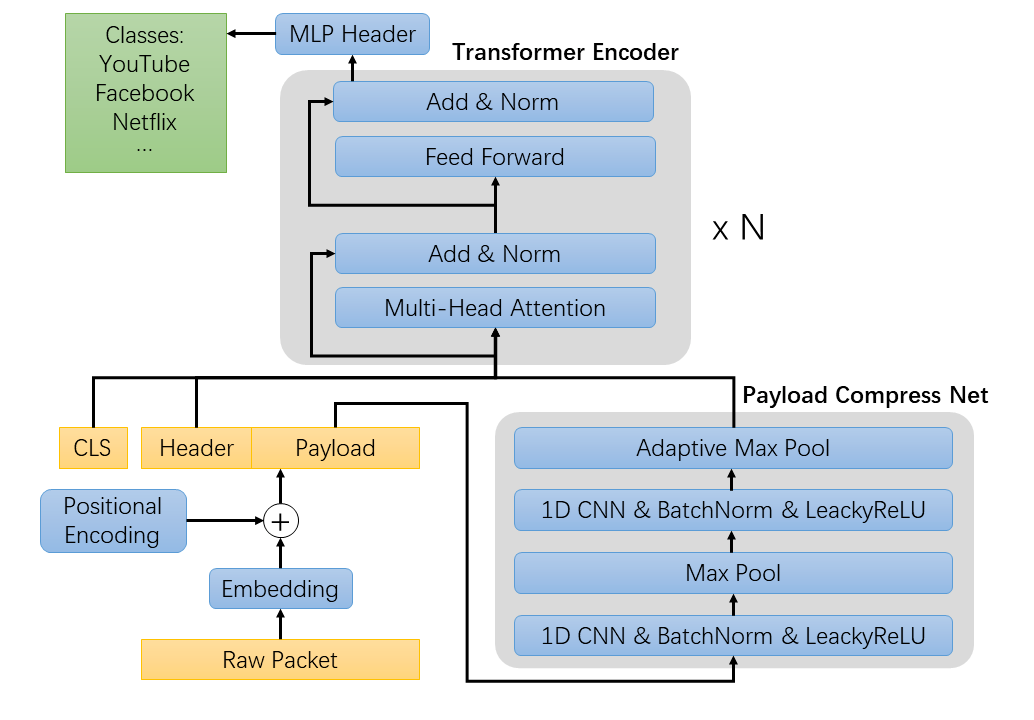 Classes:
YouTube
Facebook
Netflix
...
MLP Header
Transformer Encoder
Add & Norm
Feed Forward
Add & Norm
Multi-Head Attention
x N
Payload Compress Net
CLS
Header
Payload
Adaptive Max Pool
Positional
Encoding
+
1D CNN & BatchNorm & LeackyReLU
Max Pool
Embedding
1D CNN & BatchNorm & LeackyReLU
Raw Packet